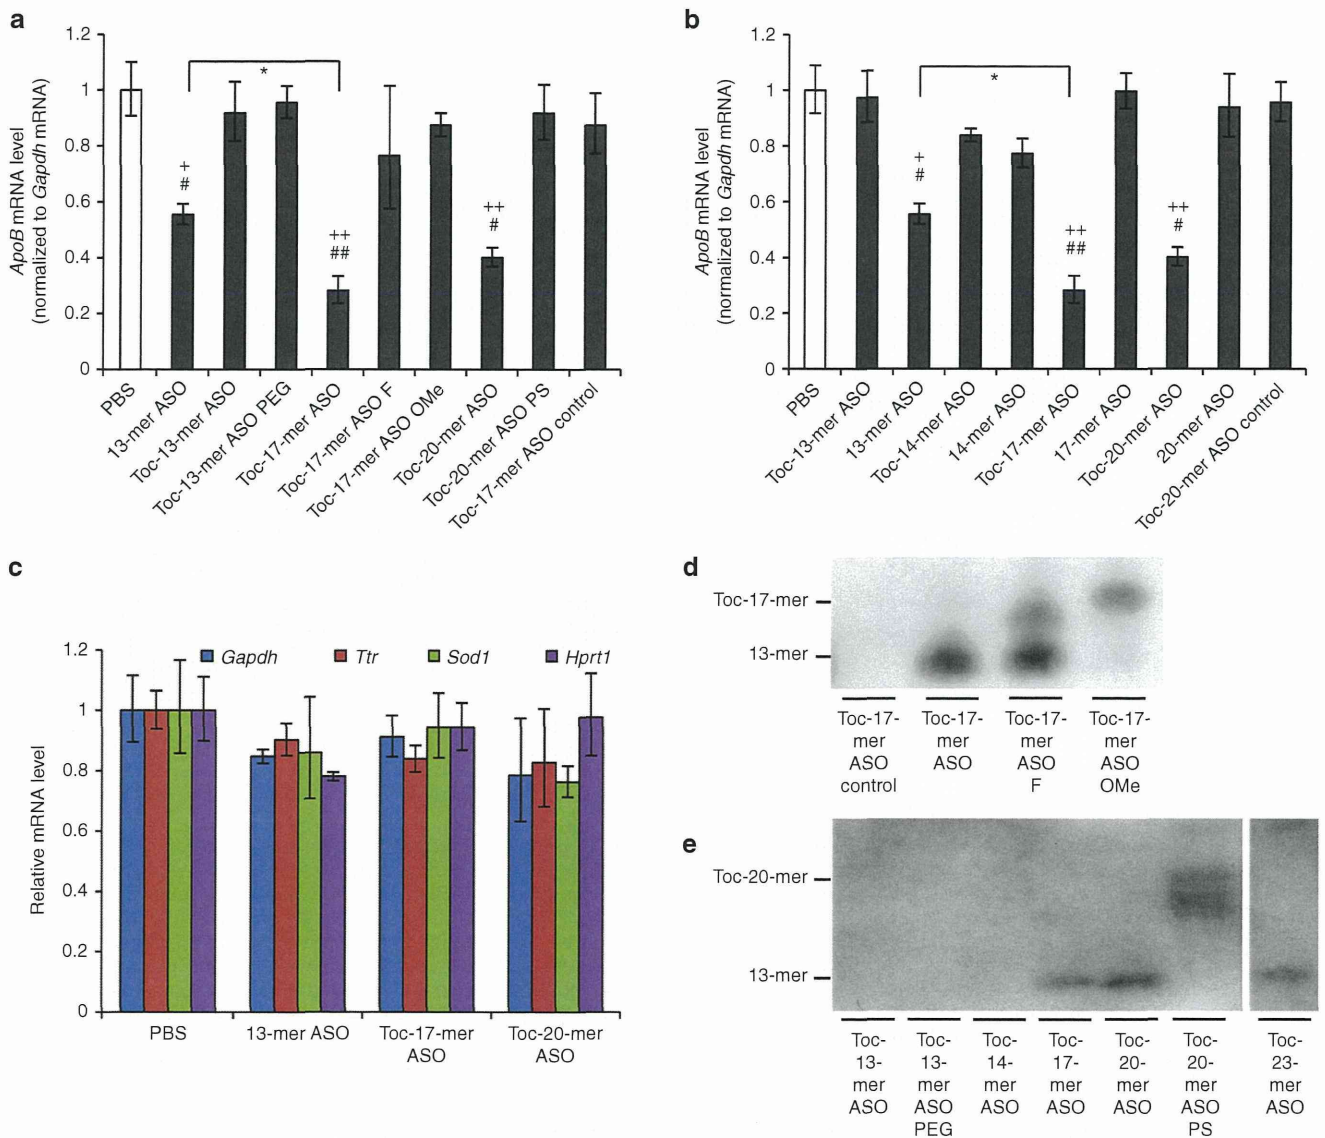 a
ApoB mRNA level
(normalized to Gapdh mRNA)
1.2
1
0.8
0.6
0.4
0.2
0
*
+
#
++
##
++
#
PBS
13-mer ASO
Toc-13-mer ASO
Toc-13-mer ASO PEG
Toc-17-mer ASO
Toc-17-mer ASO F
Toc-17-mer ASO OMe
Toc-20-mer ASO
Toc-20-mer ASO PS
Toc-17-mer ASO control
b
ApoB mRNA level
(normalized to Gapdh mRNA)
1.2
1
0.8
0.6
0.4
0.2
0
*
+
#
++
##
++
#
PBS
Toc-13-mer ASO
13-mer ASO
Toc-14-mer ASO
14-mer ASO
Toc-17-mer ASO
17-mer ASO
Toc-20-mer ASO
20-mer ASO
Toc-20-mer ASO control
c
Relative mRNA level
1.2
1
0.8
0.6
0.4
0.2
0
Gapdh
Ttr
Sod1
Hprt1
PBS
13-mer ASO
Toc-17-mer
ASO
Toc-20-mer
ASO
d
Toc-17-mer
13-mer
Toc-17-
mer
ASO
control
Toc-17-
mer
ASO
Toc-17-
mer
ASO
F
Toc-17-
mer
ASO
OMe
e
Toc-20-mer
13-mer
Toc-
13-
mer
ASO
Toc-
13-
mer
ASO
PEG
Toc-
14-
mer
ASO
Toc-
17-
mer
ASO
Toc-
20-
mer
ASO
Toc-
20-
mer
ASO
PS
Toc-
23-
mer
ASO